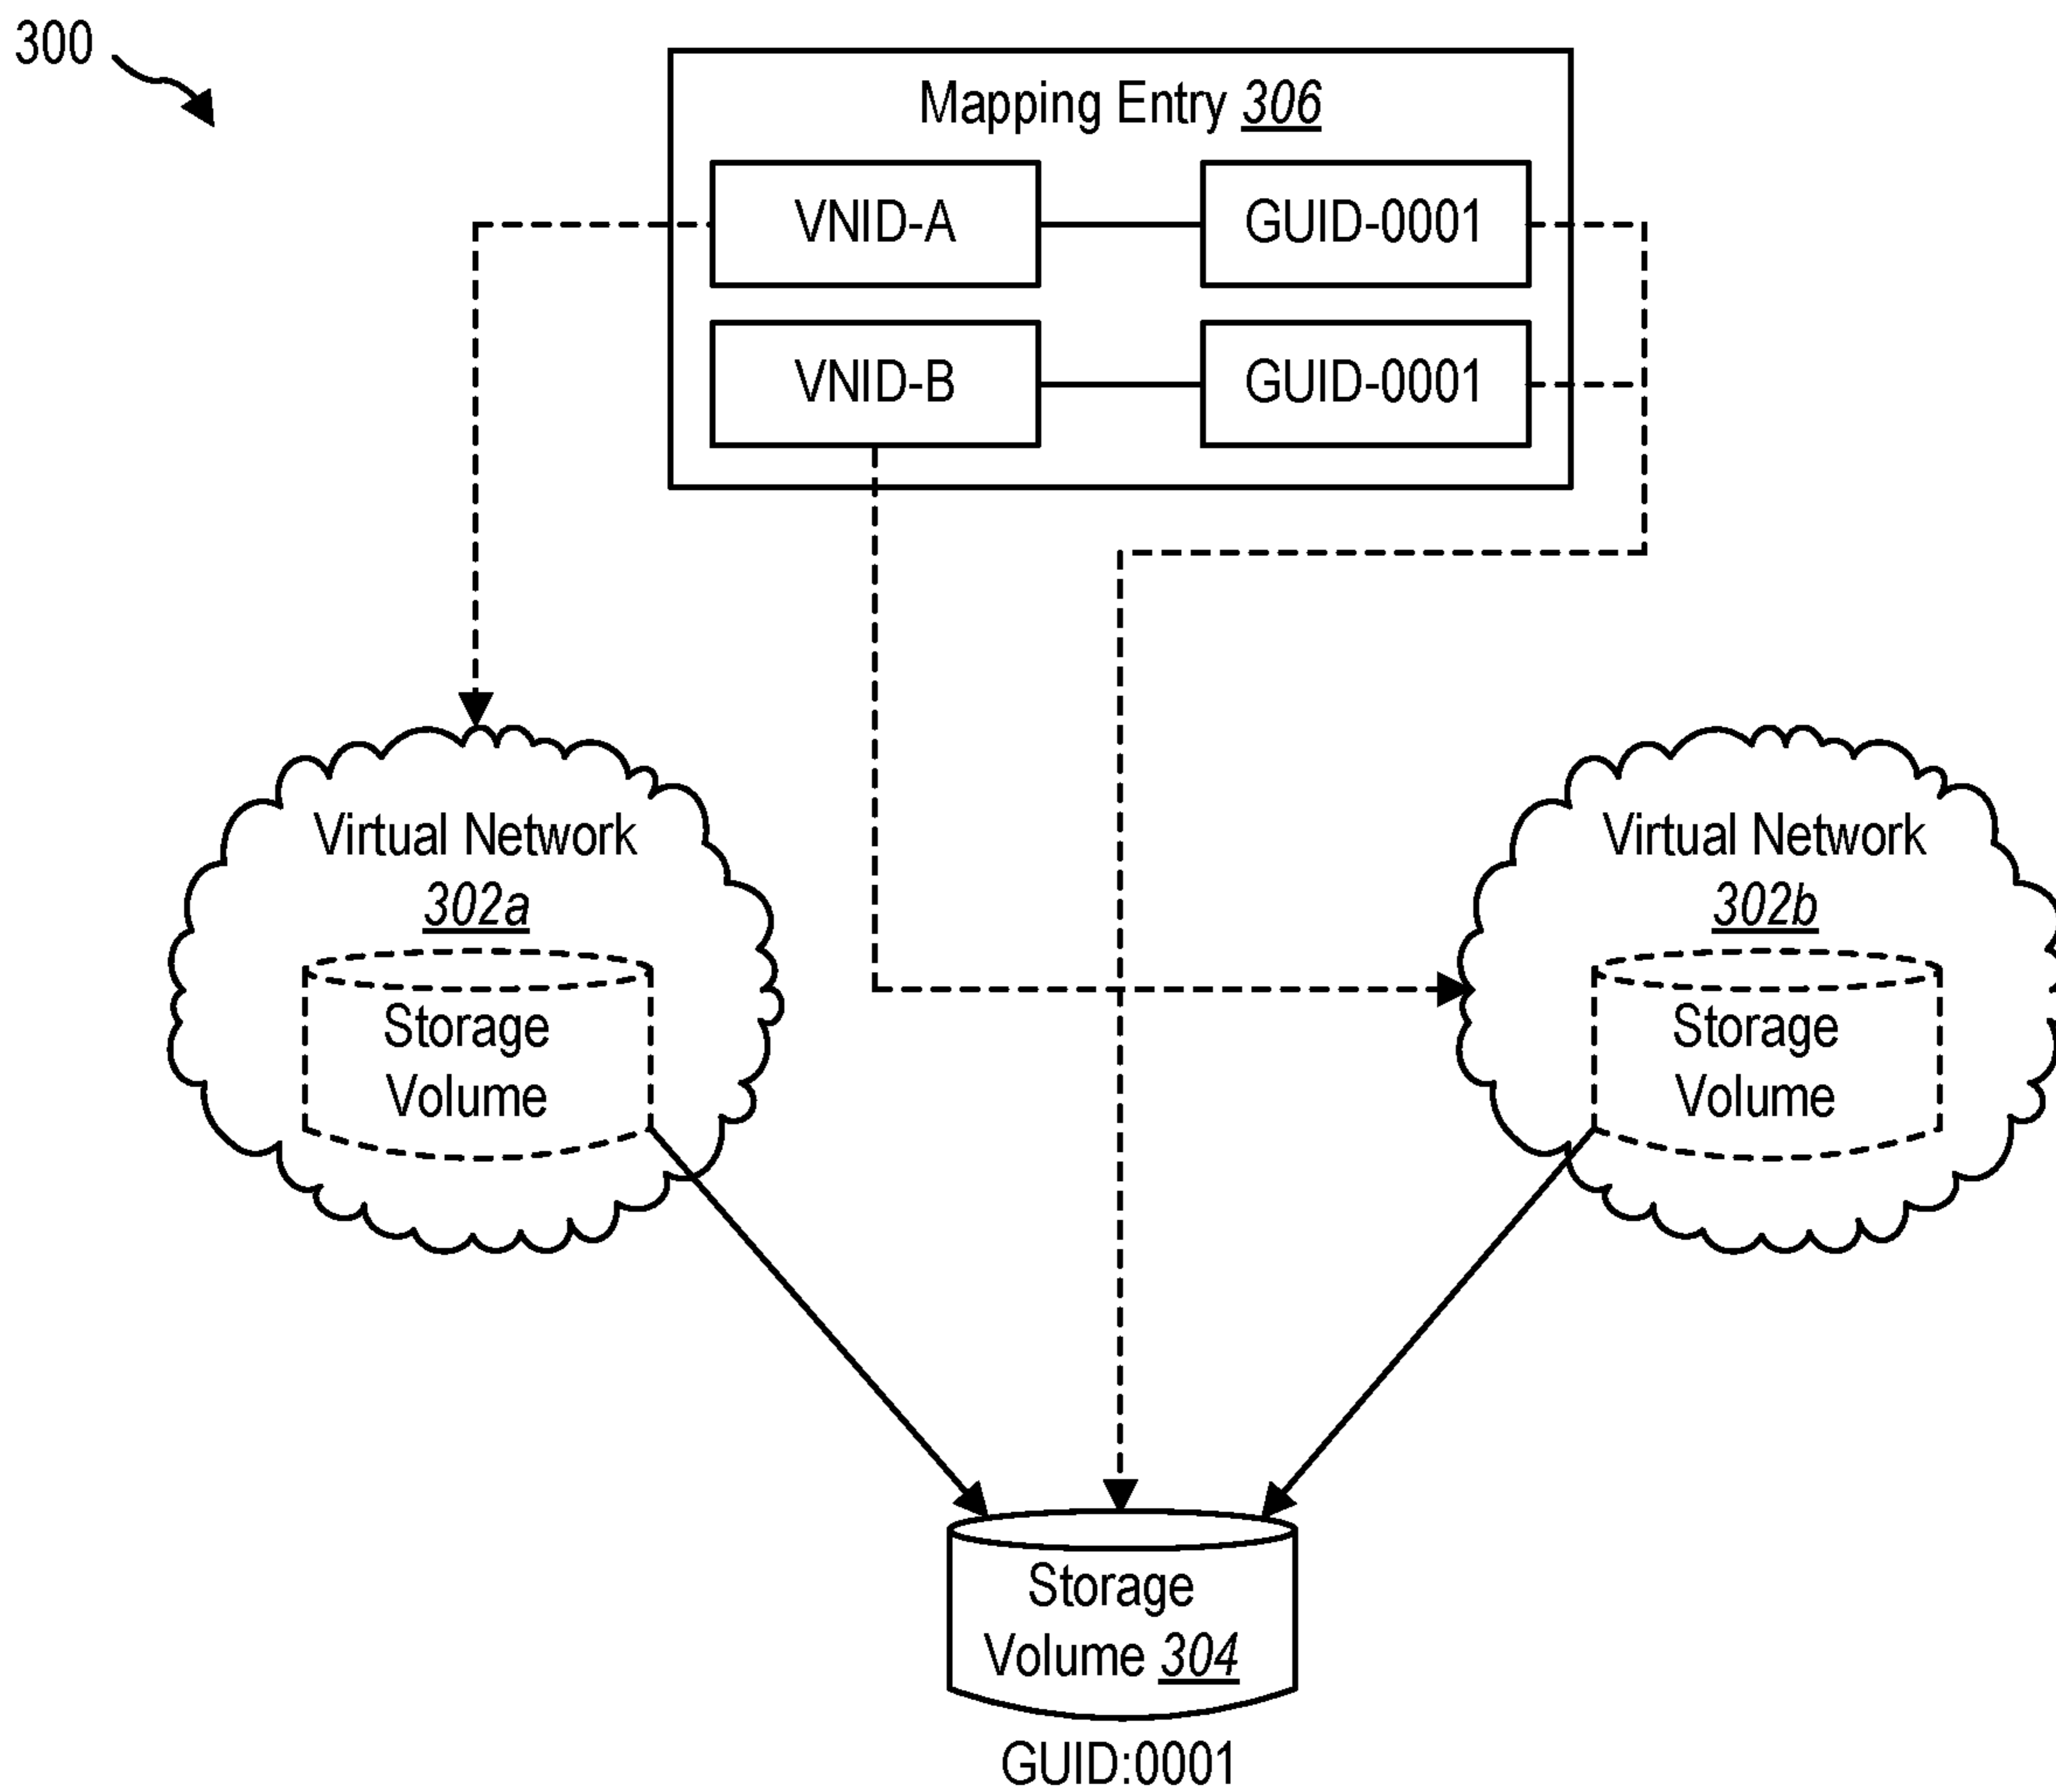 300
Mapping Entry 306
VNID-A
GUID-0001
VNID-B
GUID-0001
Virtual Network
302a
Storage
Volume
Virtual Network
302b
Storage
Volume
Storage
Volume 304
GUID:0001